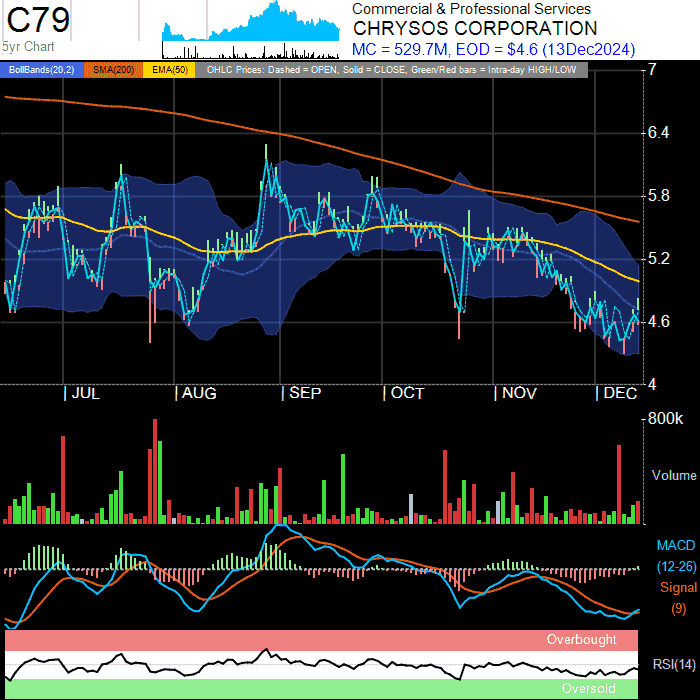 C79
5yr Chart
Commercial & Professional Services
CHRYSOS CORPORATION
MC = 529.7M, EOD = $4.6 (13Dec2024)
BollBands(20,2) SMA(200) EMA(50) OHLC Prices: Dashed = OPEN, Solid = CLOSE, Green/Red bars = Intra-day HIGH/LOW
7
6.4
5.8
5.2
4.6
4
JUL AUG SEP OCT NOV DEC
800k
Volume
MACD
(12-26)
Signal
(9)
Overbought
RSI(14)
Oversold